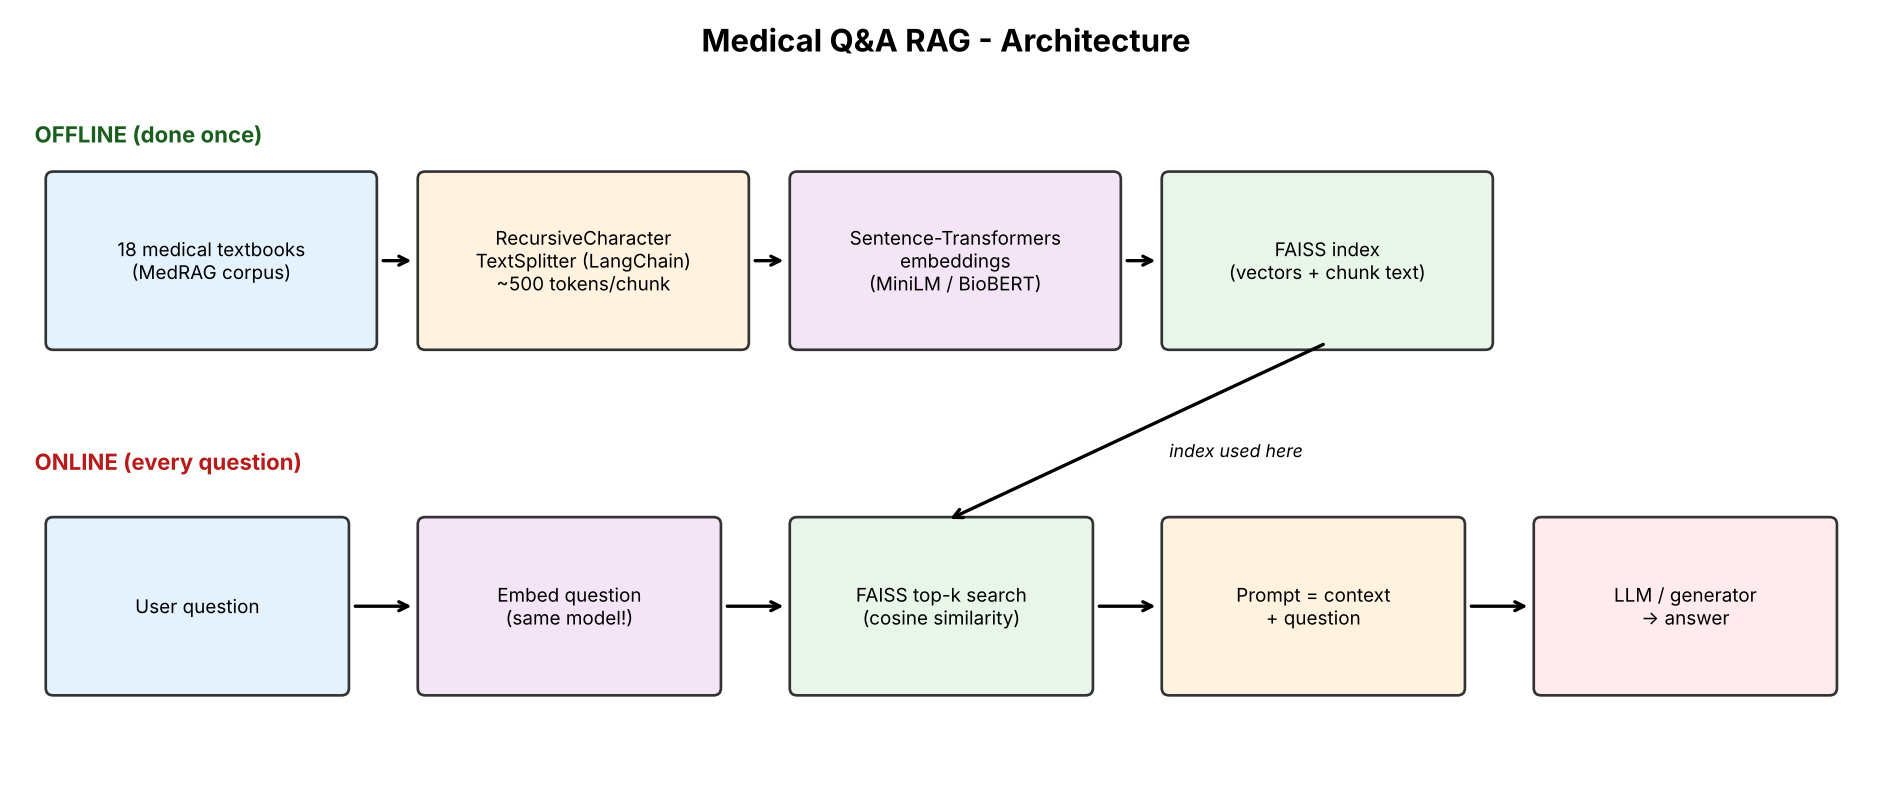 Medical Q&A RAG - Architecture
OFFLINE (done once)
18 medical textbooks
(MedRAG corpus)
RecursiveCharacter
TextSplitter (LangChain)
~500 tokens/chunk
Sentence-Transformers
embeddings
(MiniLM / BioBERT)
FAISS index
(vectors + chunk text)
index used here
ONLINE (every question)
User question
Embed question
(same model!)
FAISS top-k search
(cosine similarity)
Prompt = context
+ question
LLM / generator
→ answer